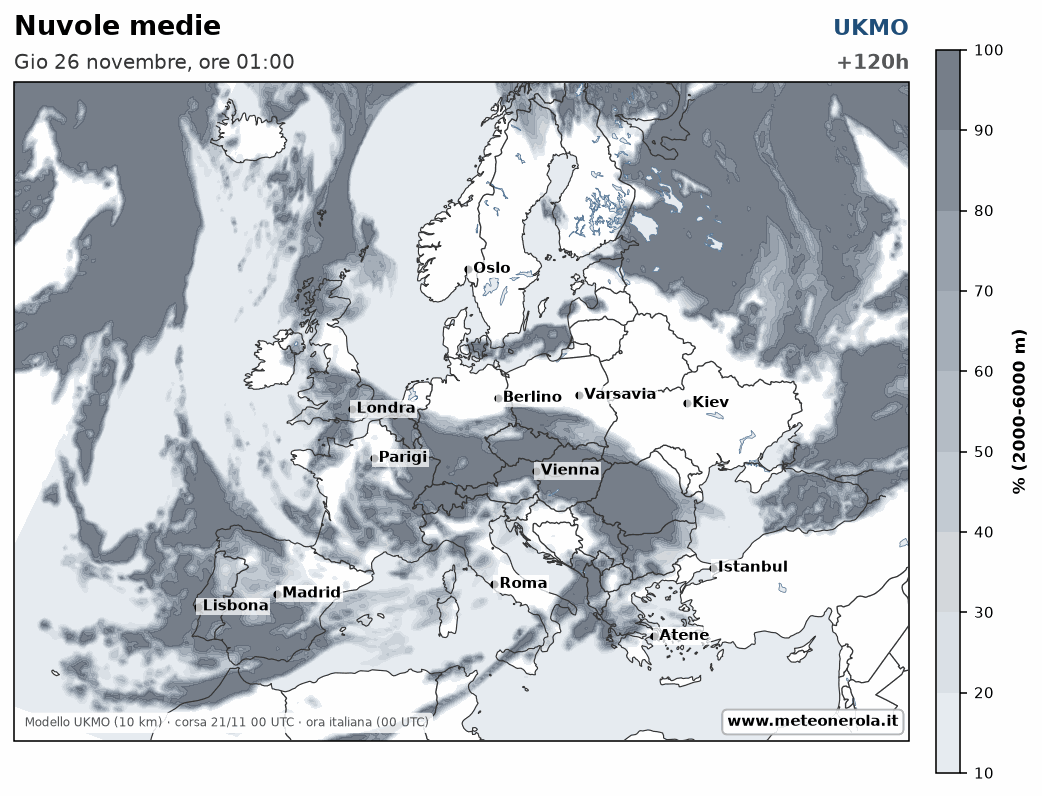 Nuvole medie
UKMO
Gio 26 novembre, ore 01:00
+120h
100
90
80
70
60
50
40
30
20
10
% (2000-6000 m)
Oslo
Berlino
Varsavia
Kiev
Londra
Parigi
Vienna
Istanbul
Roma
Madrid
Lisbona
Atene
Modello UKMO (10 km) · corsa 21/11 00 UTC · ora italiana (00 UTC)
www.meteonerola.it